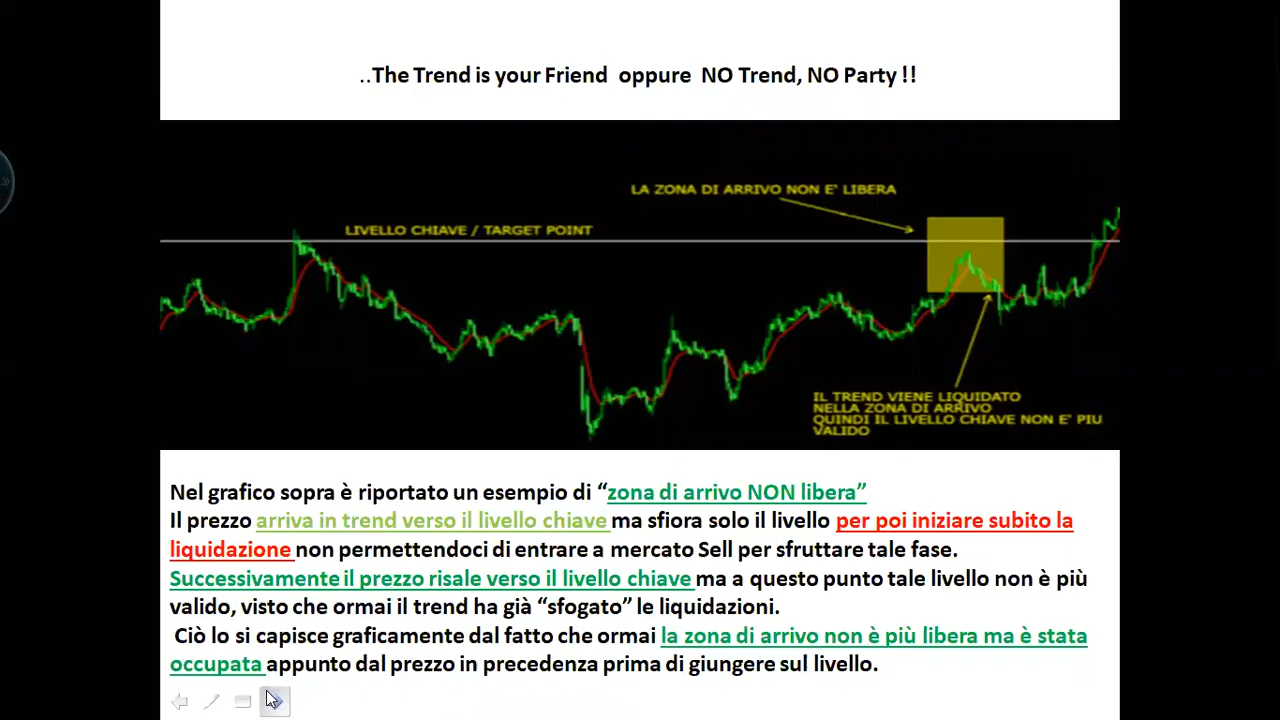 ..The Trend is your Friend oppure NO Trend, NO Party !!
LA ZONA DI ARRIVO NON E' LIBERA
LIVELLO CHIAVE / TARGET POINT
IL TREND VIENE LIQUIDATO
NELLA ZONA DI ARRIVO
QUINDI IL LIVELLO CHIAVE NON E' PIU
VALIDO
Nel grafico sopra è riportato un esempio di “zona di arrivo NON libera”
Il prezzo arriva in trend verso il livello chiave ma sfiora solo il livello per poi iniziare subito la
liquidazione non permettendoci di entrare a mercato Sell per sfruttare tale fase.
Successivamente il prezzo risale verso il livello chiave ma a questo punto tale livello non è più
valido, visto che ormai il trend ha già “sfogato” le liquidazioni.
Ciò lo si capisce graficamente dal fatto che ormai la zona di arrivo non è più libera ma è stata
occupata appunto dal prezzo in precedenza prima di giungere sul livello.